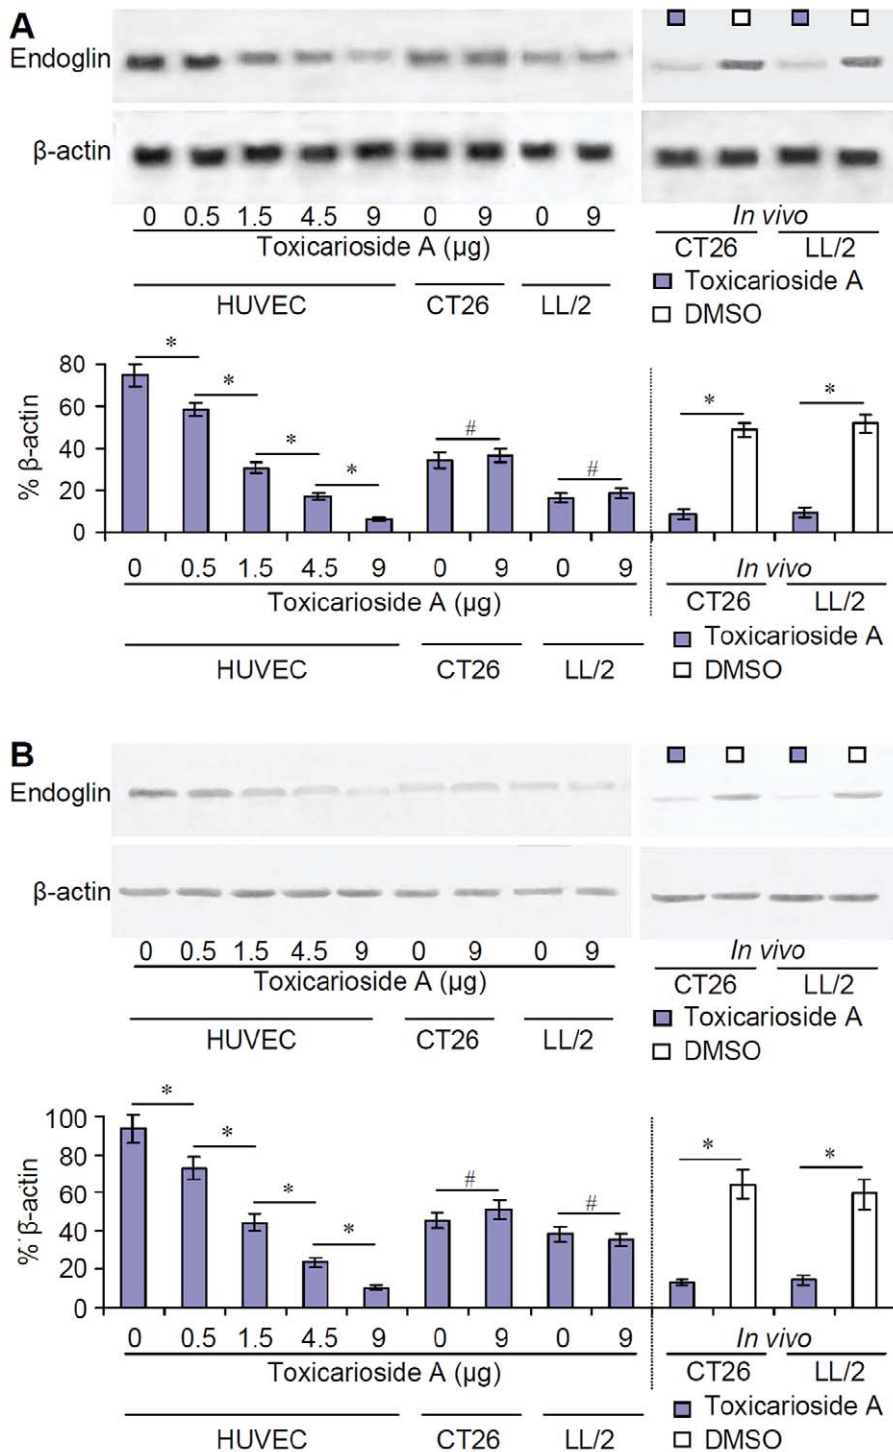 A
Endoglin
β-actin
0 0.5 1.5 4.5 9 0 9 0 9
Toxicarioside A (µg)
HUVEC CT26 LL/2
In vivo
CT26 LL/2
Toxicarioside A
DMSO
* * * * # # * *
80
60
40
20
0
% β-actin
0 0.5 1.5 4.5 9 0 9 0 9
Toxicarioside A (µg)
HUVEC CT26 LL/2
In vivo
CT26 LL/2
Toxicarioside A
DMSO
B
Endoglin
β-actin
0 0.5 1.5 4.5 9 0 9 0 9
Toxicarioside A (µg)
HUVEC CT26 LL/2
In vivo
CT26 LL/2
Toxicarioside A
DMSO
* * * * # # * *
100
80
60
40
20
0
% β-actin
0 0.5 1.5 4.5 9 0 9 0 9
Toxicarioside A (µg)
HUVEC CT26 LL/2
In vivo
CT26 LL/2
Toxicarioside A
DMSO